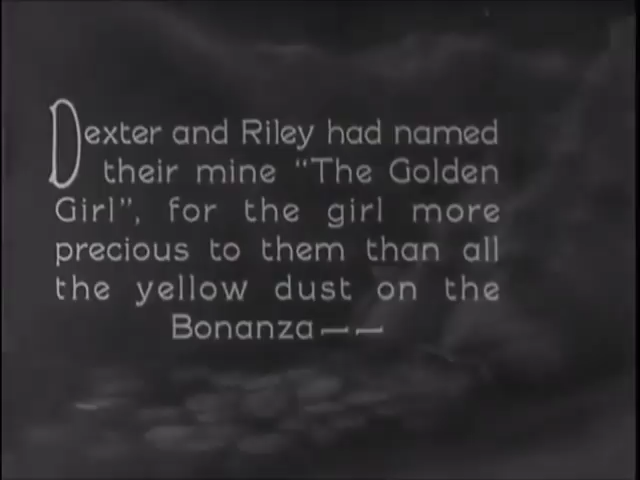 Dexter and Riley had named
their mine "The Golden
Girl", for the girl more
precious to them than all
the yellow dust on the
Bonanza——